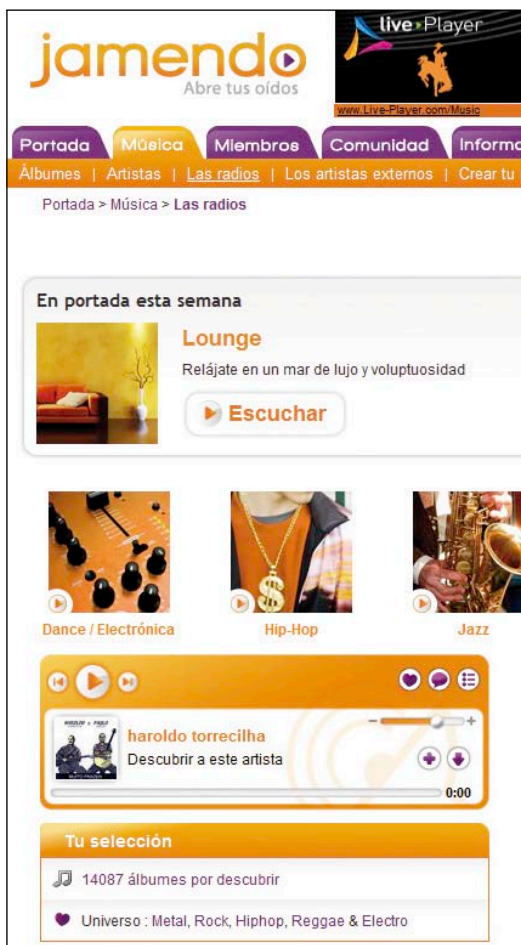 jamendo
Abre tus oídos
live Player
www.Live-Player.com/Music
Portada Música Miembros Comunidad Informa
Álbumes | Artistas | Las radios | Los artistas externos | Crear tu
Portada > Música > Las radios
En portada esta semana
Lounge
Relájate en un mar de lujo y voluptuosidad
Escuchar
Dance / Electrónica Hip-Hop Jazz
haroldo torrecilha
Descubrir a este artista
0:00
Tu selección
14087 álbumes por descubrir
Universo : Metal, Rock, Hiphop, Reggae & Electro